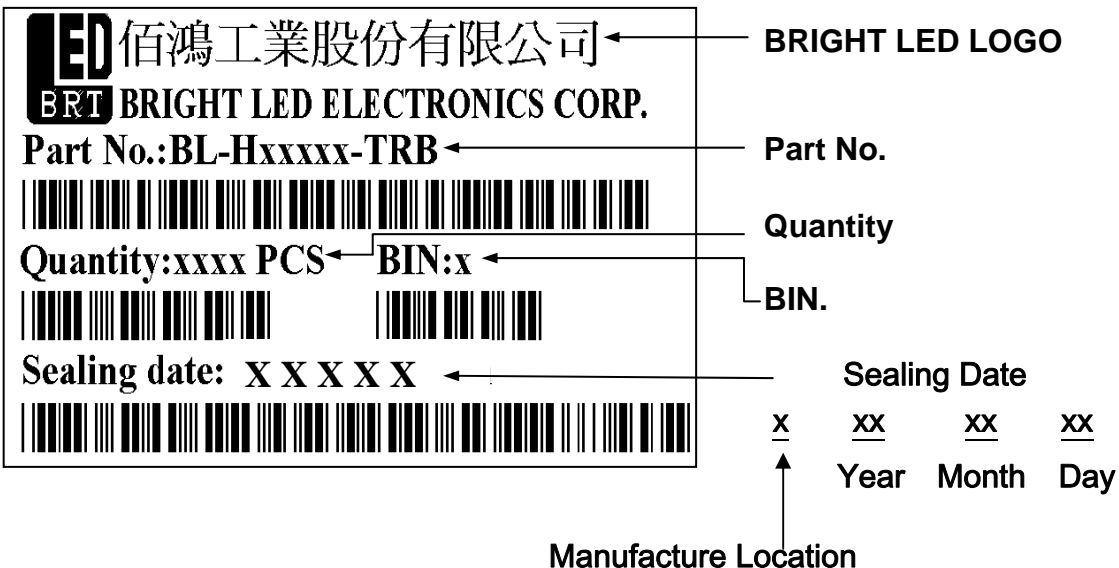 LED 佰鴻工業股份有限公司
BRT BRIGHT LED ELECTRONICS CORP.
Part No.:BL-Hxxxxx-TRB
Quantity:xxxx PCS BIN:x
Sealing date: x x x x x
BRIGHT LED LOGO
Part No.
Quantity
BIN.
Sealing Date
x xx xx xx
Year Month Day
Manufacture Location